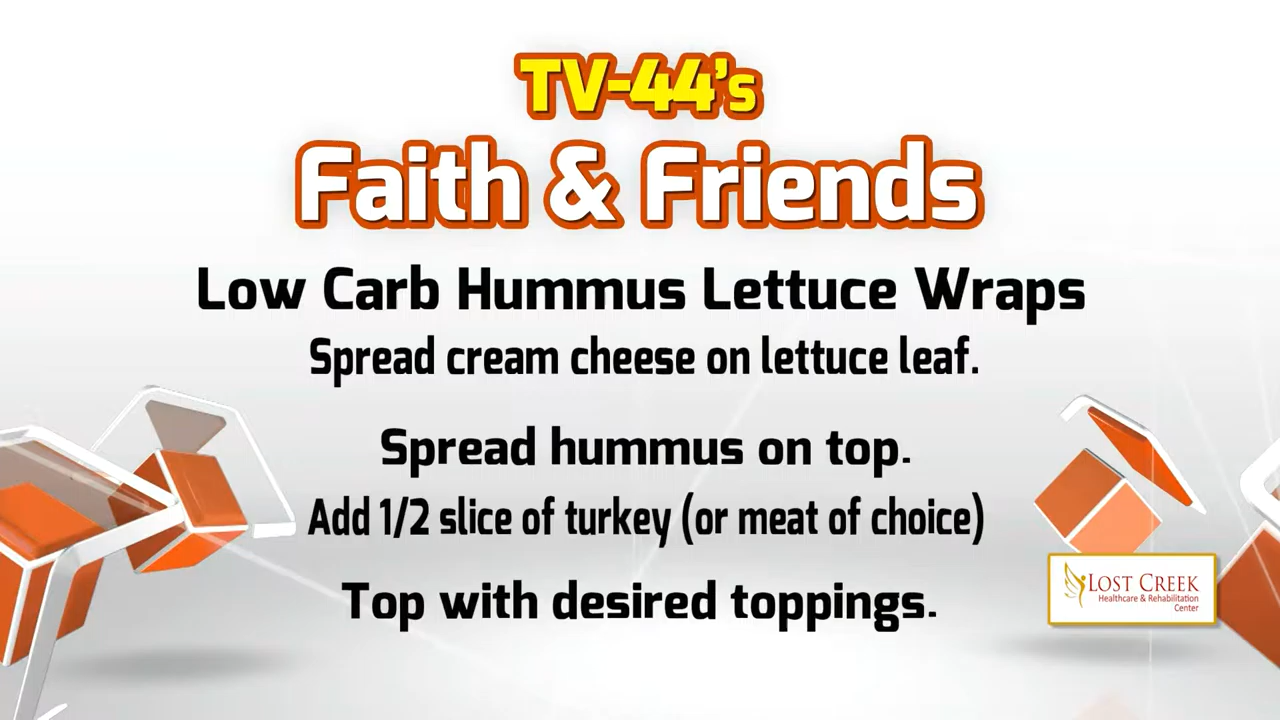 TV-44's
Faith & Friends
Low Carb Hummus Lettuce Wraps
Spread cream cheese on lettuce leaf.
Spread hummus on top.
Add 1/2 slice of turkey (or meat of choice)
Top with desired toppings.
LOST CREEK
Healthcare & Rehabilitation
Center